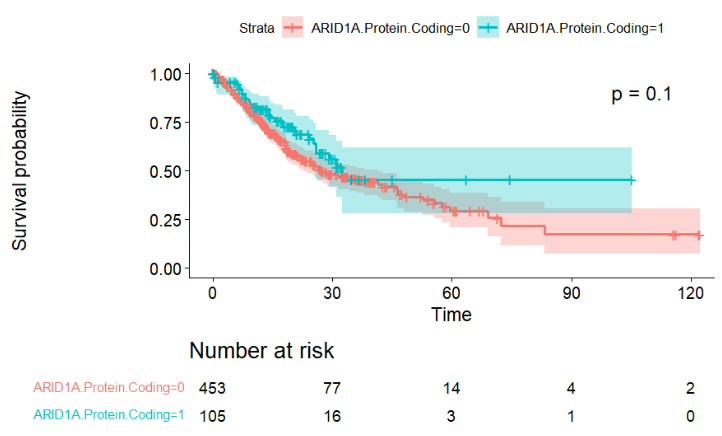 Strata ARID1A.Protein.Coding=0 ARID1A.Protein.Coding=1
Survival probability
1.00
0.75
0.50
0.25
0.00
p = 0.1
0 30 60 90 120
Time
Number at risk
ARID1A.Protein.Coding=0 453 77 14 4 2
ARID1A.Protein.Coding=1 105 16 3 1 0